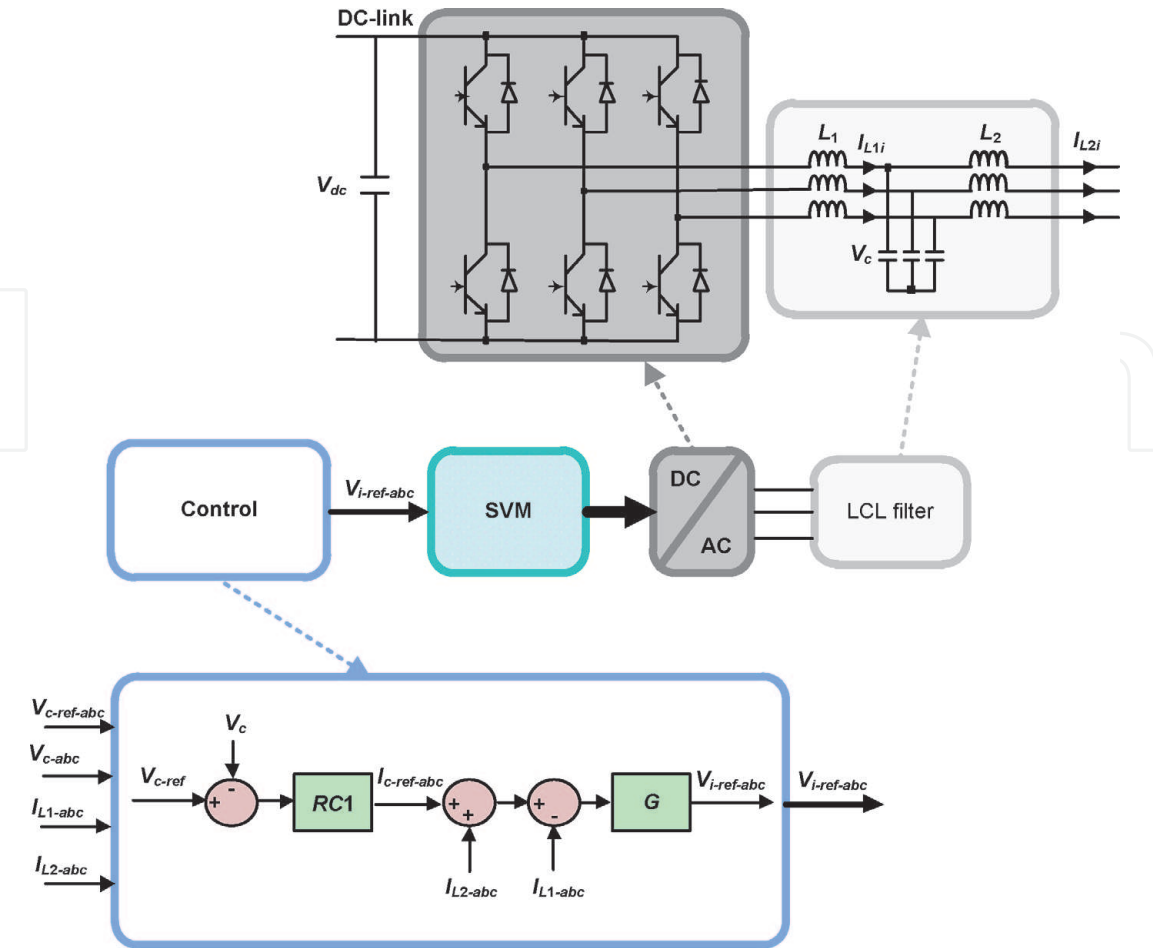 DC-link
V_dc
L_1
I_L1i
L_2
I_L2i
V_c
Control
V_i-ref-abc
SVM
DC
AC
LCL filter
V_c-ref-abc
V_c-abc
I_L1-abc
I_L2-abc
V_c-ref
V_c
+
-
RC1
I_c-ref-abc
+
+
I_L2-abc
+
-
I_L1-abc
G
V_i-ref-abc
V_i-ref-abc